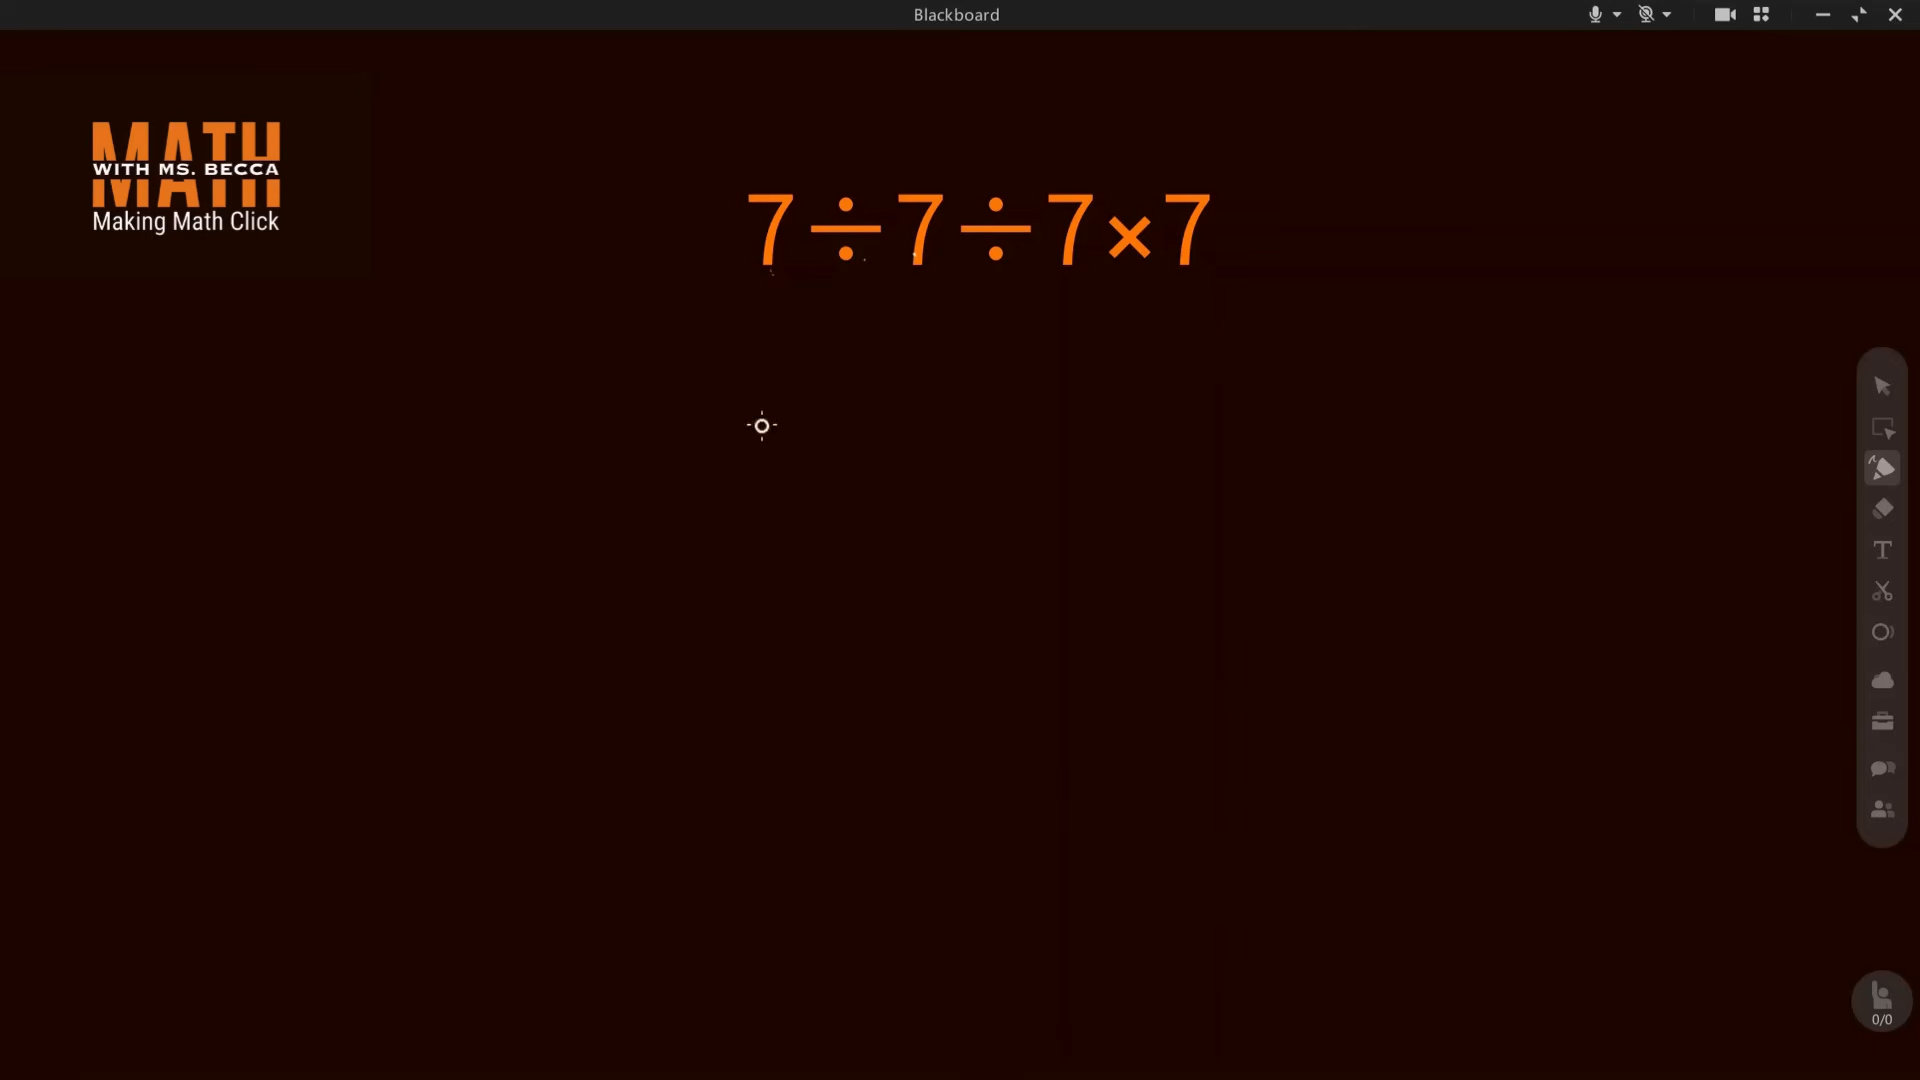 Blackboard
MATH
WITH MS. BECCA
Making Math Click
7÷7÷7×7
T
0/0